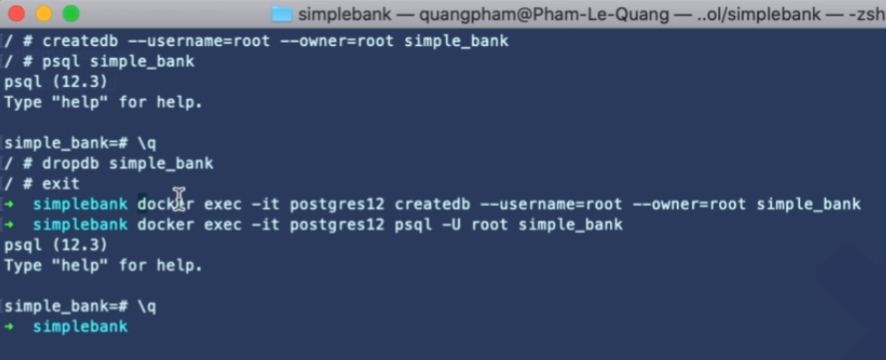 simplebank — quangpham@Pham-Le-Quang — ..ol/simplebank — -zsh
/ # createdb --username=root --owner=root simple_bank
/ # psql simple_bank
psql (12.3)
Type "help" for help.
simple_bank=# \q
/ # dropdb simple_bank
/ # exit
→ simplebank docker exec -it postgres12 createdb --username=root --owner=root simple_bank
→ simplebank docker exec -it postgres12 psql -U root simple_bank
psql (12.3)
Type "help" for help.
simple_bank=# \q
→ simplebank